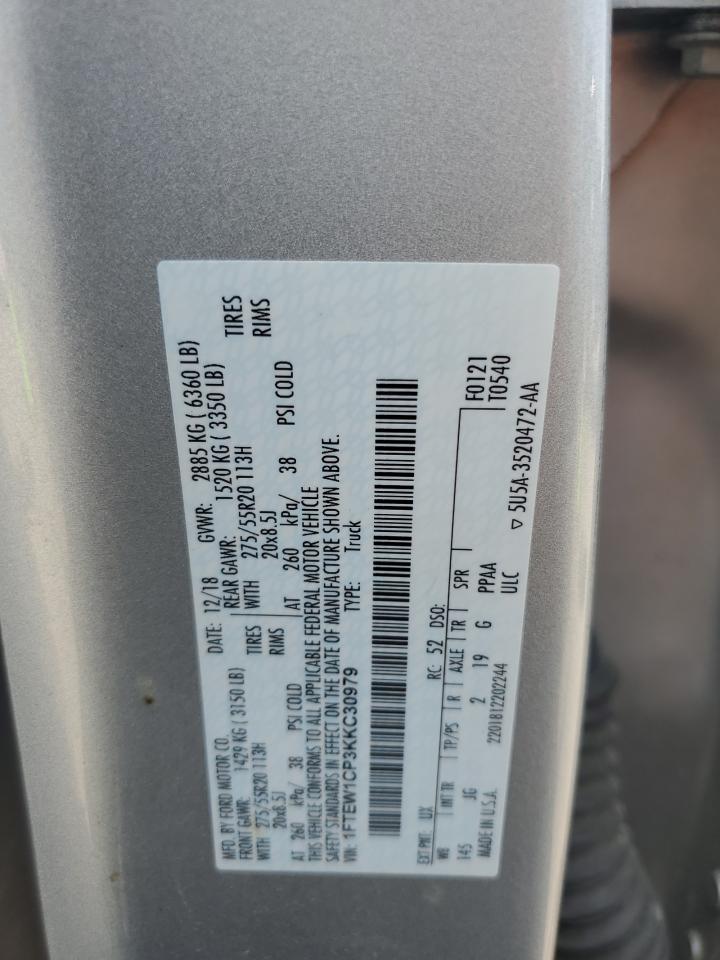 MFD. BY FORD MOTOR CO. DATE: 12/18 GVWR: 2885 KG ( 6360 LB)
FRONT GAWR: 1429 KG ( 3150 LB) REAR GAWR: 1520 KG ( 3350 LB)
WITH 275/55R20 113H TIRES WITH 275/55R20 113H TIRES
20x8.5J RIMS 20x8.5J RIMS
AT 260 kPa/ 38 PSI COLD AT 260 kPa/ 38 PSI COLD
THIS VEHICLE CONFORMS TO ALL APPLICABLE FEDERAL MOTOR VEHICLE
SAFETY STANDARDS IN EFFECT ON THE DATE OF MANUFACTURE SHOWN ABOVE.
VIN: 1FTEW1CP3KKC30979 TYPE: Truck
EXT PNT: UX RC: 52 DSO:
WB INT TR TP/PS R AXLE TR SPR F0121
145 JG 2 19 G PPAA T0540
MADE IN U.S.A. 2201812202244 ULC ▽ 5U5A-3520472-AA